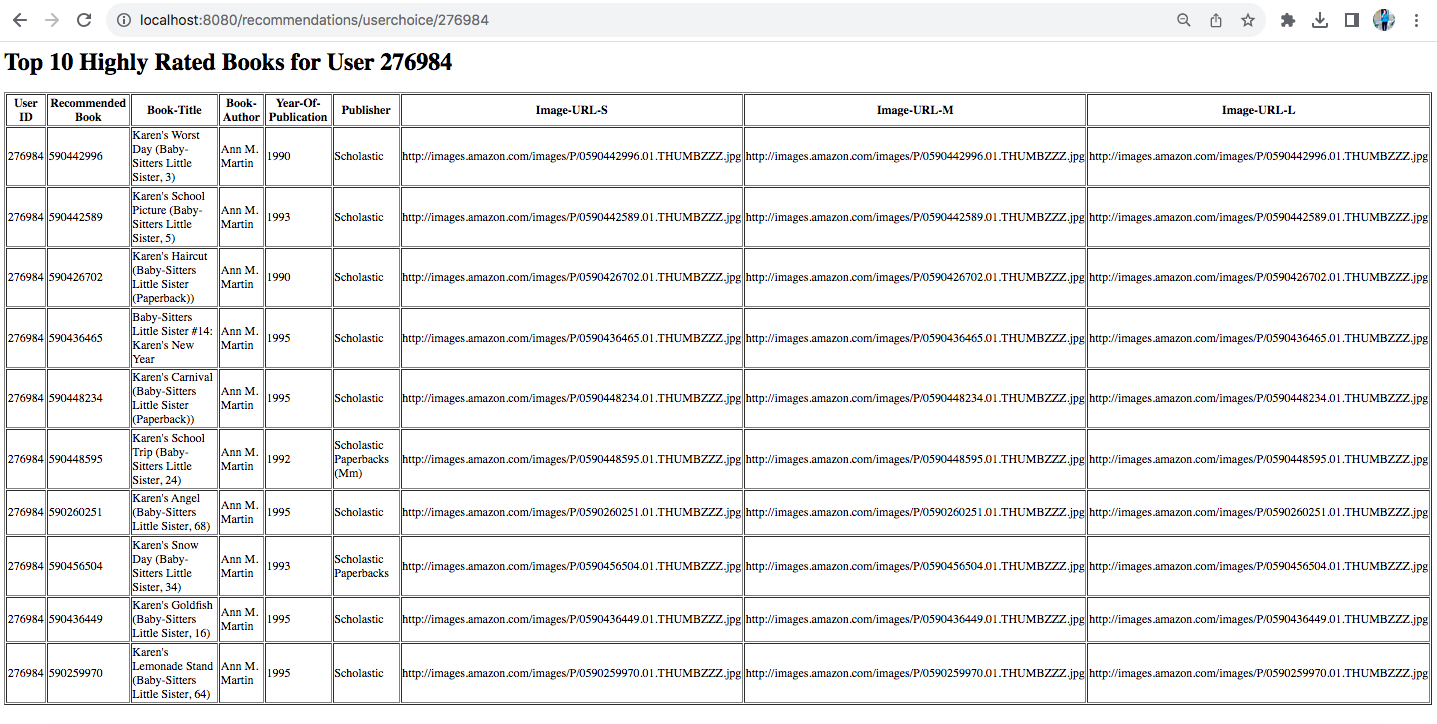 localhost:8080/recommendations/userchoice/276984
Top 10 Highly Rated Books for User 276984
User ID Recommended Book Book-Title Book-Author Year-Of-Publication Publisher Image-URL-S Image-URL-M Image-URL-L
276984 590442996 Karen's Worst Day (Baby-Sitters Little Sister, 3) Ann M. Martin 1990 Scholastic http://images.amazon.com/images/P/0590442996.01.THUMBZZZ.jpg http://images.amazon.com/images/P/0590442996.01.THUMBZZZ.jpg http://images.amazon.com/images/P/0590442996.01.THUMBZZZ.jpg
276984 590442589 Karen's School Picture (Baby-Sitters Little Sister, 5) Ann M. Martin 1993 Scholastic http://images.amazon.com/images/P/0590442589.01.THUMBZZZ.jpg http://images.amazon.com/images/P/0590442589.01.THUMBZZZ.jpg http://images.amazon.com/images/P/0590442589.01.THUMBZZZ.jpg
276984 590426702 Karen's Haircut (Baby-Sitters Little Sister (Paperback)) Ann M. Martin 1990 Scholastic http://images.amazon.com/images/P/0590426702.01.THUMBZZZ.jpg http://images.amazon.com/images/P/0590426702.01.THUMBZZZ.jpg http://images.amazon.com/images/P/0590426702.01.THUMBZZZ.jpg
276984 590436465 Baby-Sitters Little Sister #14: Karen's New Year Ann M. Martin 1995 Scholastic http://images.amazon.com/images/P/0590436465.01.THUMBZZZ.jpg http://images.amazon.com/images/P/0590436465.01.THUMBZZZ.jpg http://images.amazon.com/images/P/0590436465.01.THUMBZZZ.jpg
276984 590448234 Karen's Carnival (Baby-Sitters Little Sister (Paperback)) Ann M. Martin 1995 Scholastic http://images.amazon.com/images/P/0590448234.01.THUMBZZZ.jpg http://images.amazon.com/images/P/0590448234.01.THUMBZZZ.jpg http://images.amazon.com/images/P/0590448234.01.THUMBZZZ.jpg
276984 590448595 Karen's School Trip (Baby-Sitters Little Sister, 24) Ann M. Martin 1992 Scholastic Paperbacks (Mm) http://images.amazon.com/images/P/0590448595.01.THUMBZZZ.jpg http://images.amazon.com/images/P/0590448595.01.THUMBZZZ.jpg http://images.amazon.com/images/P/0590448595.01.THUMBZZZ.jpg
276984 590260251 Karen's Angel (Baby-Sitters Little Sister, 68) Ann M. Martin 1995 Scholastic http://images.amazon.com/images/P/0590260251.01.THUMBZZZ.jpg http://images.amazon.com/images/P/0590260251.01.THUMBZZZ.jpg http://images.amazon.com/images/P/0590260251.01.THUMBZZZ.jpg
276984 590456504 Karen's Snow Day (Baby-Sitters Little Sister, 34) Ann M. Martin 1993 Scholastic Paperbacks http://images.amazon.com/images/P/0590456504.01.THUMBZZZ.jpg http://images.amazon.com/images/P/0590456504.01.THUMBZZZ.jpg http://images.amazon.com/images/P/0590456504.01.THUMBZZZ.jpg
276984 590436449 Karen's Goldfish (Baby-Sitters Little Sister, 16) Ann M. Martin 1995 Scholastic http://images.amazon.com/images/P/0590436449.01.THUMBZZZ.jpg http://images.amazon.com/images/P/0590436449.01.THUMBZZZ.jpg http://images.amazon.com/images/P/0590436449.01.THUMBZZZ.jpg
276984 590259970 Karen's Lemonade Stand (Baby-Sitters Little Sister, 64) Ann M. Martin 1995 Scholastic http://images.amazon.com/images/P/0590259970.01.THUMBZZZ.jpg http://images.amazon.com/images/P/0590259970.01.THUMBZZZ.jpg http://images.amazon.com/images/P/0590259970.01.THUMBZZZ.jpg